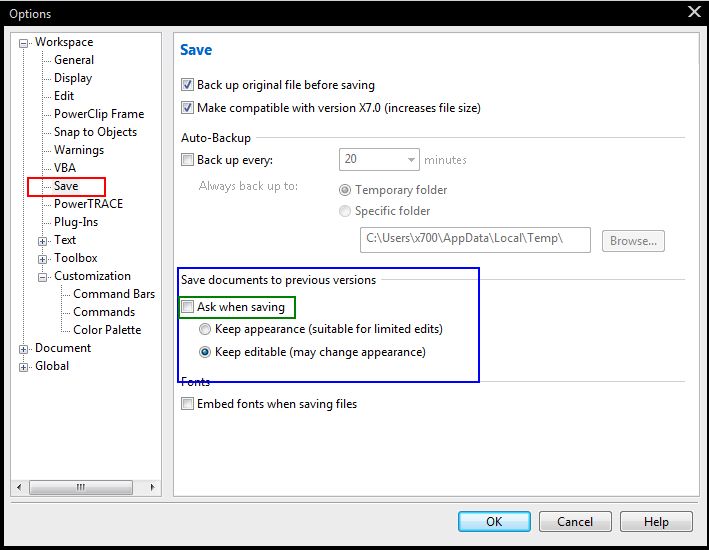 Options
Workspace
General
Display
Edit
PowerClip Frame
Snap to Objects
Warnings
VBA
Save
PowerTRACE
Plug-Ins
Text
Toolbox
Customization
Command Bars
Commands
Color Palette
Document
Global
Save
Back up original file before saving
Make compatible with version X7.0 (increases file size)
Auto-Backup
Back up every: 20 minutes
Always back up to: Temporary folder
Specific folder
C:\Users\x700\AppData\Local\Temp\ Browse...
Save documents to previous versions
Ask when saving
Keep appearance (suitable for limited edits)
Keep editable (may change appearance)
Fonts
Embed fonts when saving files
OK Cancel Help